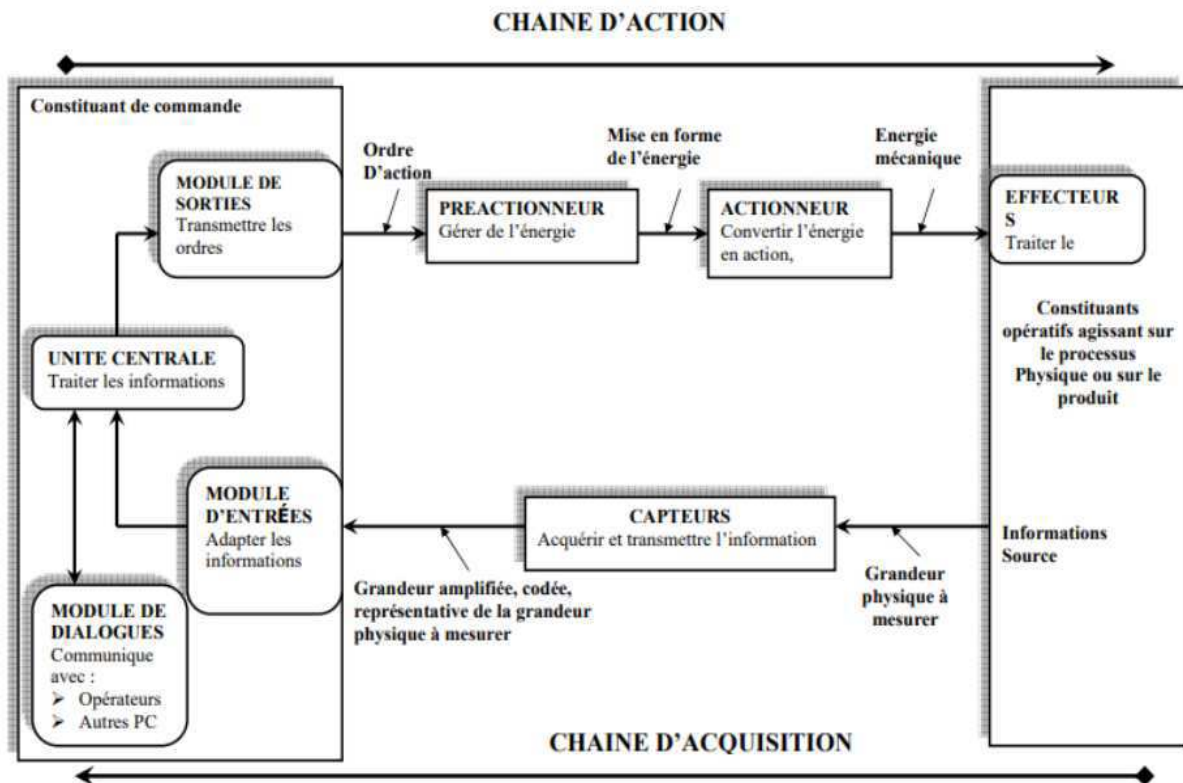 CHAINE D'ACTION
Constituant de commande
MODULE DE
SORTIES
Transmettre les
ordres
Ordre
D'action
PREACTIONNEUR
Gérer de l'énergie
Mise en forme
de l'énergie
ACTIONNEUR
Convertir l'énergie
en action,
Energie
mécanique
EFFECTEUR
S
Traiter le
Constituants
opératifs agissant sur
le processus
Physique ou sur le
produit
UNITE CENTRALE
Traiter les informations
MODULE
D'ENTRÉES
Adapter les
informations
CAPTEURS
Acquérir et transmettre l'information
Informations
Source
Grandeur amplifiée, codée,
représentative de la grandeur
physique à mesurer
Grandeur
physique à
mesurer
MODULE DE
DIALOGUES
Communique
avec :
➢ Opérateurs
➢ Autres PC
CHAINE D'ACQUISITION